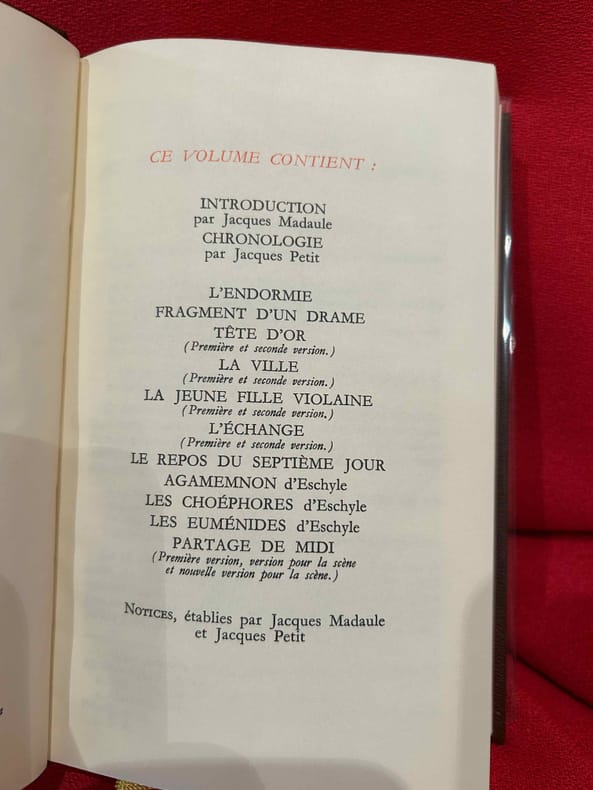 CE VOLUME CONTIENT :
INTRODUCTION
par Jacques Madaule
CHRONOLOGIE
par Jacques Petit
L'ENDORMIE
FRAGMENT D'UN DRAME
TÊTE D'OR
(Première et seconde version.)
LA VILLE
(Première et seconde version.)
LA JEUNE FILLE VIOLAINE
(Première et seconde version.)
L'ÉCHANGE
(Première et seconde version.)
LE REPOS DU SEPTIÈME JOUR
AGAMEMNON d'Eschyle
LES CHOÉPHORES d'Eschyle
LES EUMÉNIDES d'Eschyle
PARTAGE DE MIDI
(Première version, version pour la scène
et nouvelle version pour la scène.)
NOTICES, établies par Jacques Madaule
et Jacques Petit